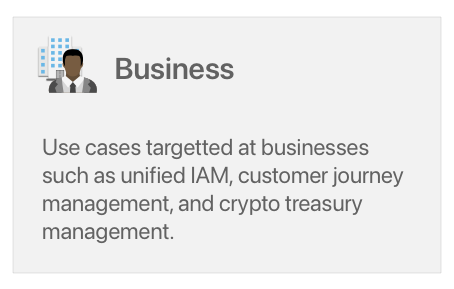 Business
Use cases targetted at businesses
such as unified IAM, customer journey
management, and crypto treasury
management.